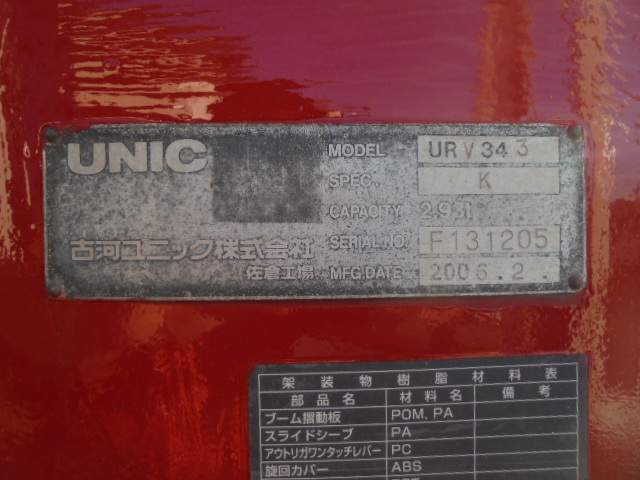 UNIC
MODEL URV343
SPEC. K
CAPACITY 2.93t
古河ユニック株式会社 SERIAL.NO. F131205
佐倉工場 MFG.DATE 2006.2
架装物樹脂材料表
部品名 材料名 備考
ブーム摺動板 POM, PA
スライドシーブ PA
アウトリガワンタッチレバー PC
旋回カバー ABS